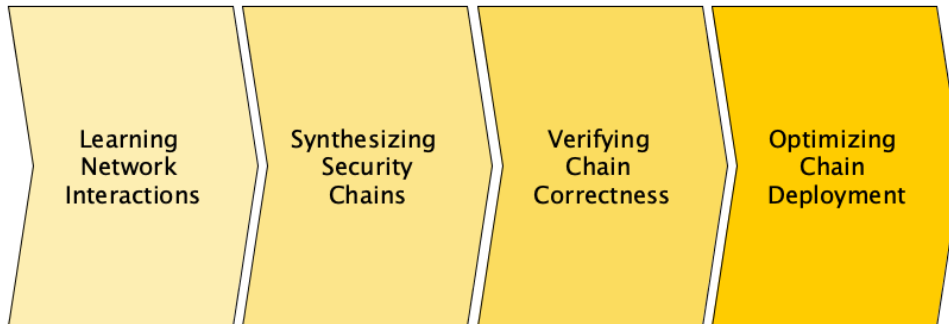 Learning
Network
Interactions
Synthesizing
Security
Chains
Verifying
Chain
Correctness
Optimizing
Chain
Deployment